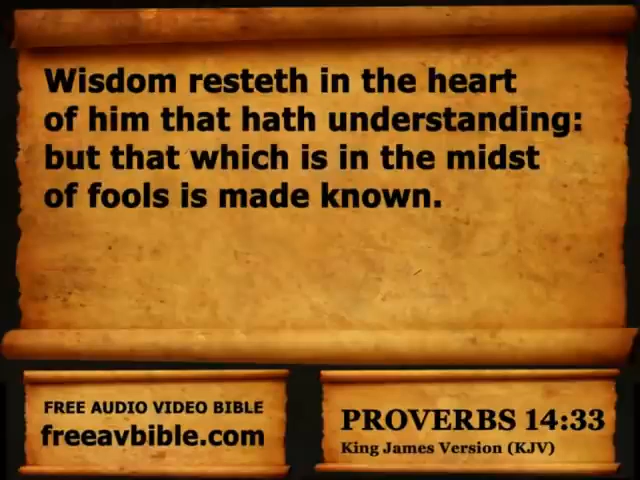 Wisdom resteth in the heart
of him that hath understanding:
but that which is in the midst
of fools is made known.
FREE AUDIO VIDEO BIBLE
freeavbible.com
PROVERBS 14:33
King James Version (KJV)